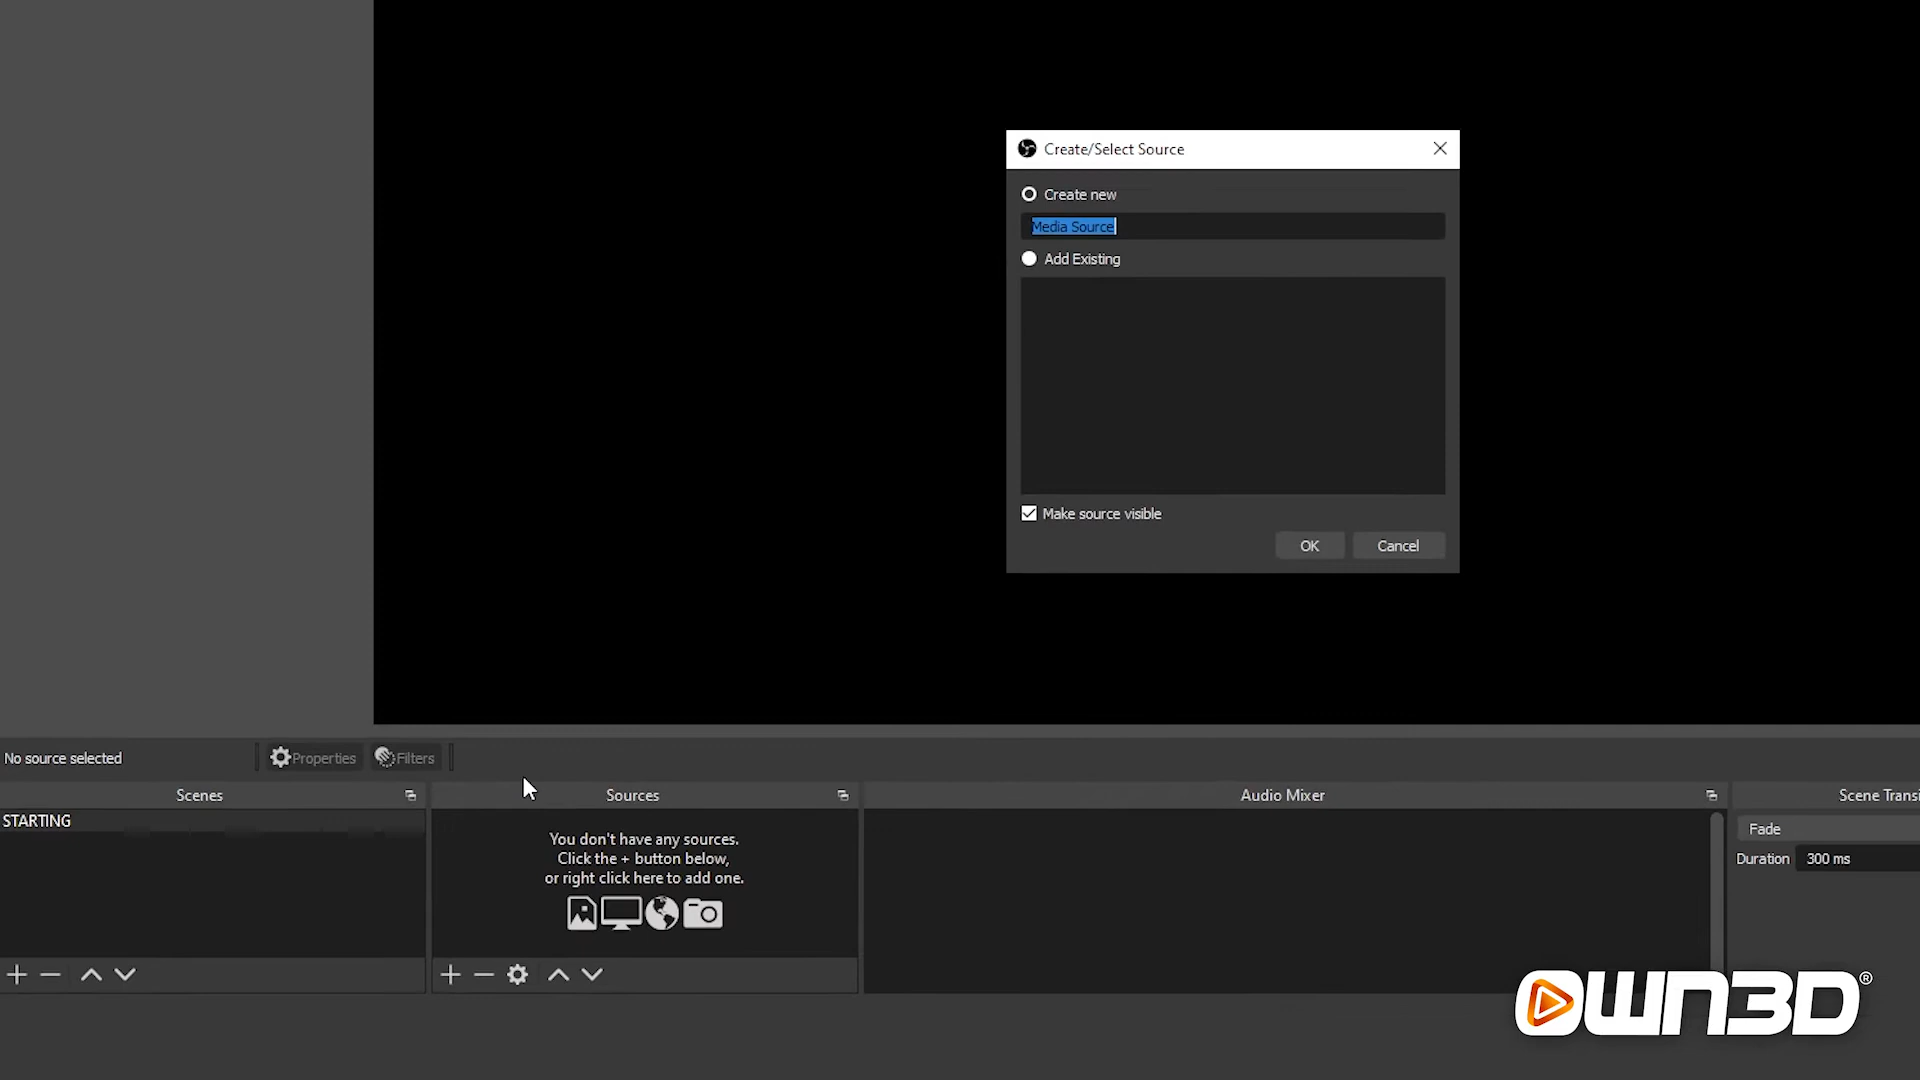 Create/Select Source
Create new
Media Source
Add Existing
Make source visible
OK Cancel
No source selected
Properties
Filters
Scenes
STARTING
Sources
You don't have any sources.
Click the + button below,
or right click here to add one.
Audio Mixer
Scene Transi
Fade
Duration 300 ms
OWN3D®